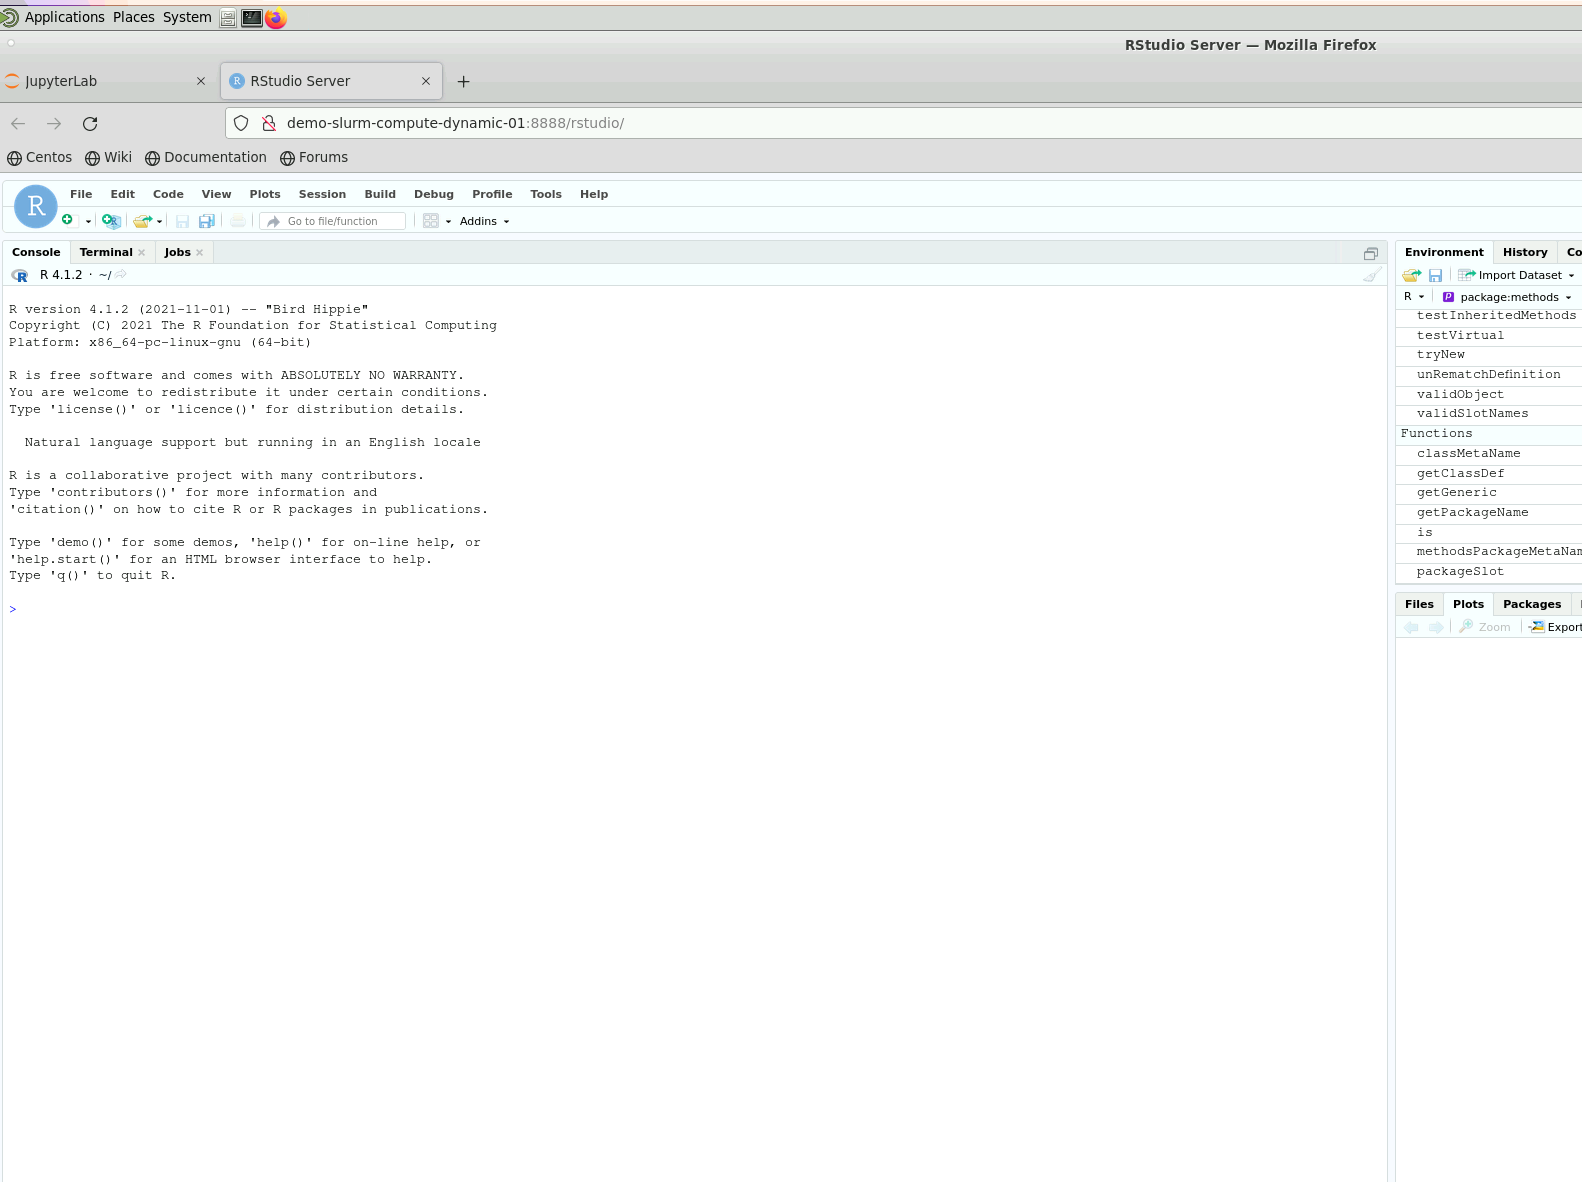 Applications Places System
RStudio Server — Mozilla Firefox
JupyterLab
RStudio Server
demo-slurm-compute-dynamic-01:8888/rstudio/
Centos Wiki Documentation Forums
R
File Edit Code View Plots Session Build Debug Profile Tools Help
Go to file/function
Addins
Console Terminal Jobs
R 4.1.2 · ~/
R version 4.1.2 (2021-11-01) -- "Bird Hippie"
Copyright (C) 2021 The R Foundation for Statistical Computing
Platform: x86_64-pc-linux-gnu (64-bit)
R is free software and comes with ABSOLUTELY NO WARRANTY.
You are welcome to redistribute it under certain conditions.
Type 'license()' or 'licence()' for distribution details.
Natural language support but running in an English locale
R is a collaborative project with many contributors.
Type 'contributors()' for more information and
'citation()' on how to cite R or R packages in publications.
Type 'demo()' for some demos, 'help()' for on-line help, or
'help.start()' for an HTML browser interface to help.
Type 'q()' to quit R.
>
Environment History Co
Import Dataset
R package:methods
testInheritedMethods
testVirtual
tryNew
unRematchDefinition
validObject
validSlotNames
Functions
classMetaName
getClassDef
getGeneric
getPackageName
is
methodsPackageMetaNam
packageSlot
Files Plots Packages
Zoom Export